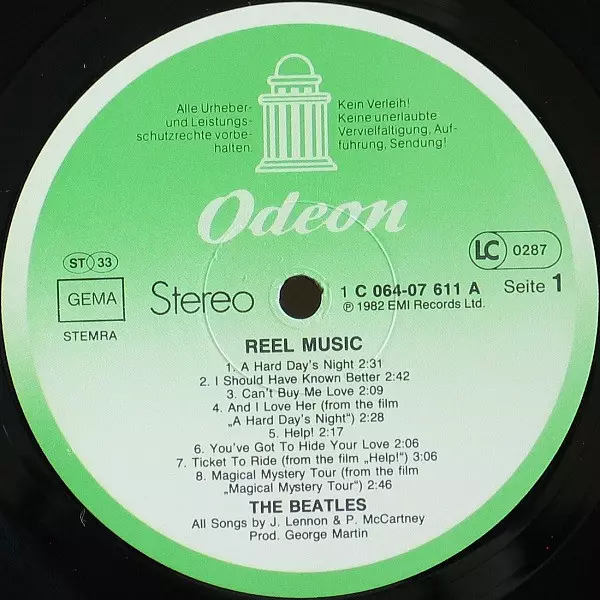 Alle Urheber-
und Leistungs-
schutzrechte vorbe-
halten.
Kein Verleih!
Keine unerlaubte
Vervielfältigung, Auf-
führung, Sendung!
Odeon
ST 33
GEMA
STEMRA
Stereo
LC 0287
1 C 064-07 611 A
Seite 1
℗ 1982 EMI Records Ltd.
REEL MUSIC
1. A Hard Day's Night 2:31
2. I Should Have Known Better 2:42
3. Can't Buy Me Love 2:09
4. And I Love Her (from the film
„A Hard Day's Night") 2:28
5. Help! 2:17
6. You've Got To Hide Your Love 2:06
7. Ticket To Ride (from the film „Help!") 3:06
8. Magical Mystery Tour (from the film
„Magical Mystery Tour") 2:46
THE BEATLES
All Songs by J. Lennon & P. McCartney
Prod. George Martin